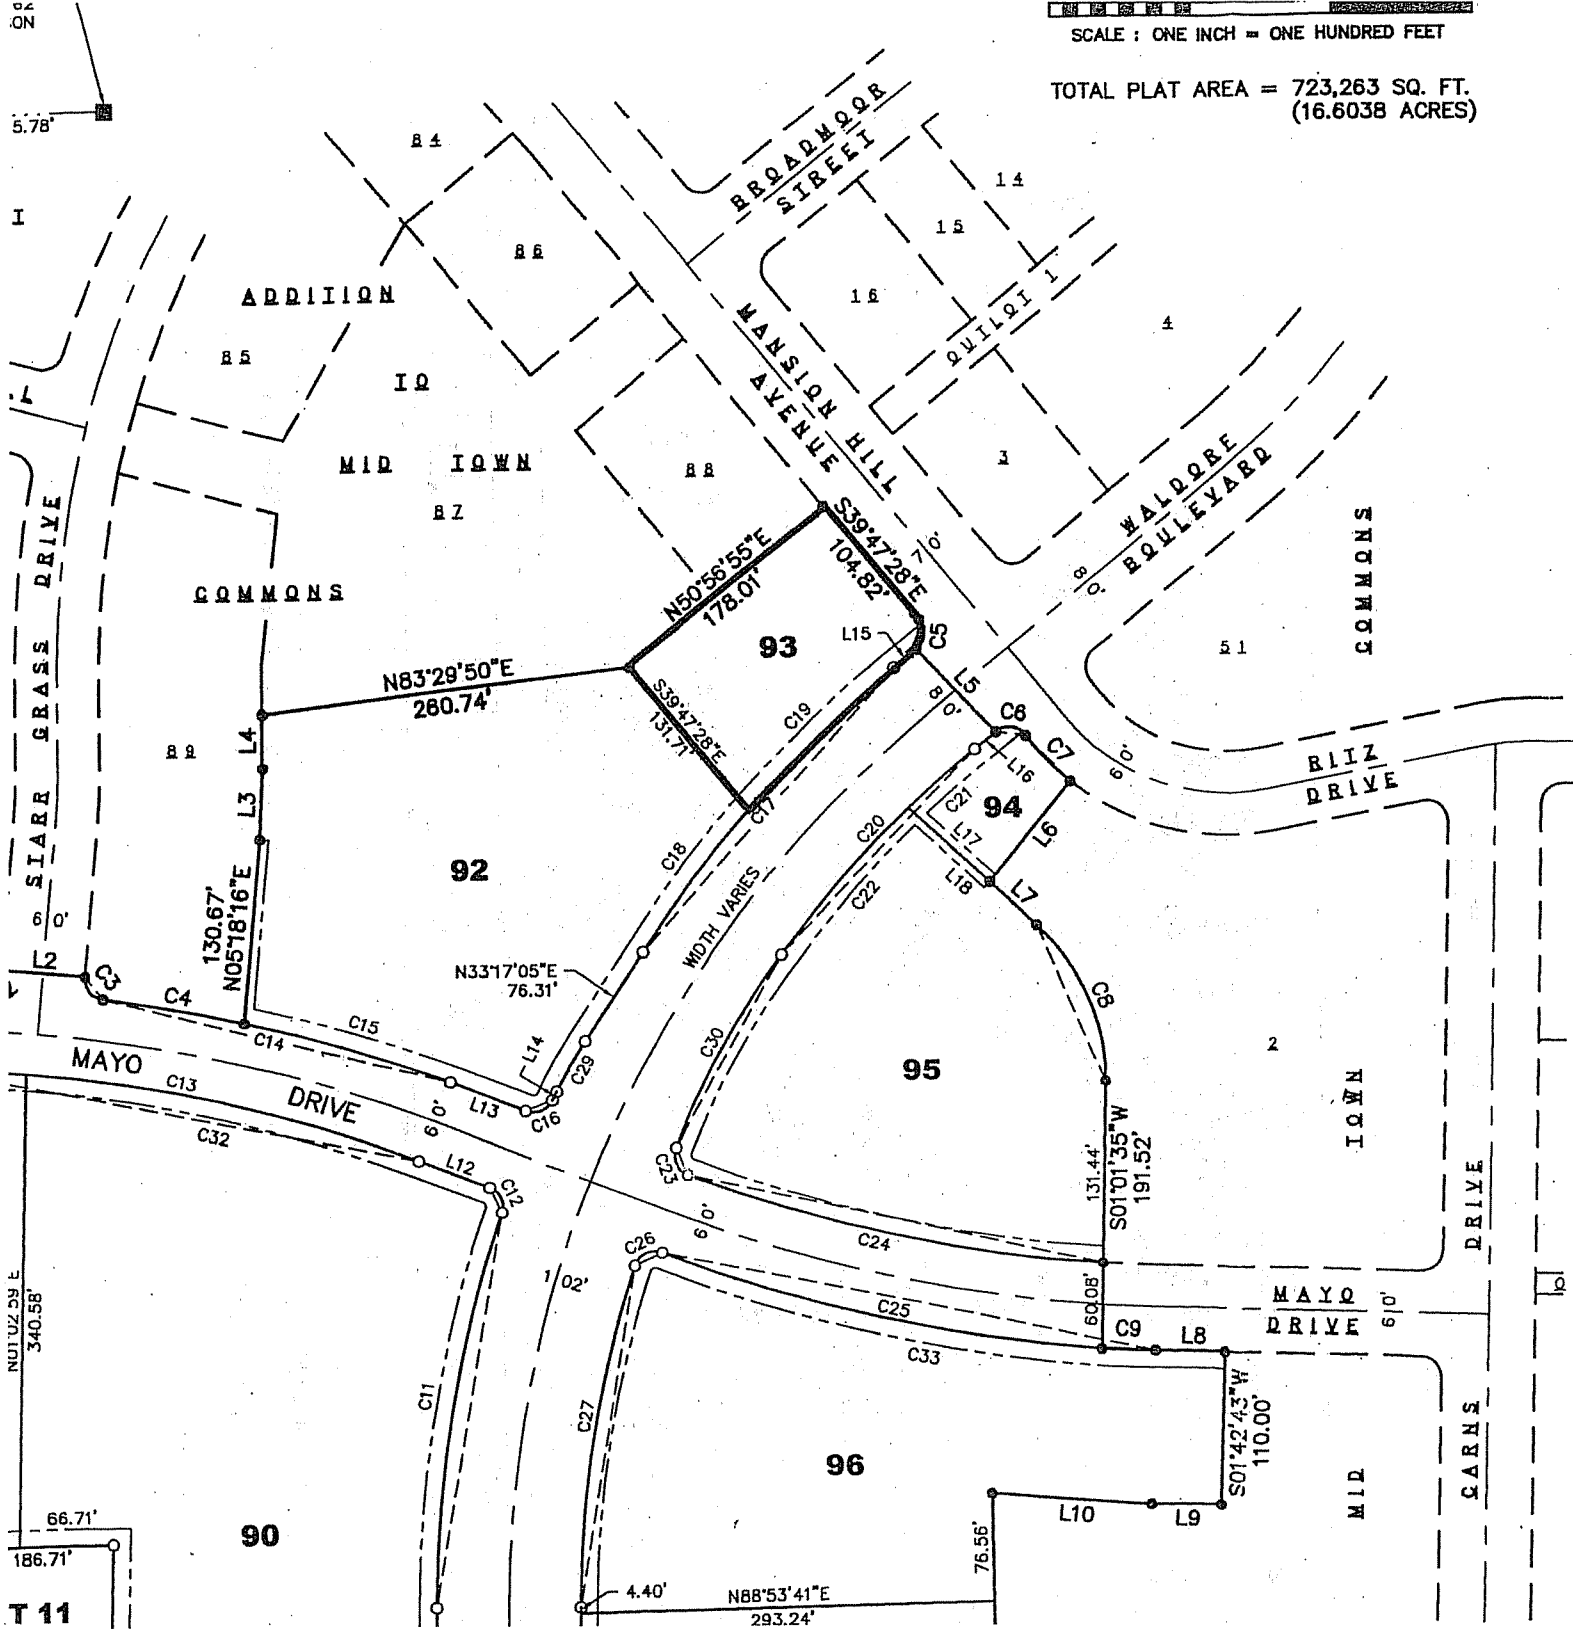 62
ON
5.78'
SCALE : ONE INCH = ONE HUNDRED FEET
TOTAL PLAT AREA = 723,263 SQ. FT.
(16.6038 ACRES)
BROADMOOR
STREET
84
86
14
15
16
I
ADDITION
85
TO
MID TOWN
87
88
OUTLOT 1
4
3
MANSION HILL
AVENUE
70'
WALDORF
BOULEVARD
80'
COMMONS
51
STARR GRASS DRIVE
60'
COMMONS
N50°56'55"E
178.01'
S39°47'28"E
104.82'
C5
L15
93
N83°29'50"E
260.74'
S39°47'28"E
131.71'
C19
L5
80'
C6
C7
L16
60'
RITZ
DRIVE
L4
89
L3
C17
C21
94
L17
L6
C20
C18
92
C22
L18
L7
WIDTH VARIES
130.67'
N05°18'16"E
L2
C3
C4
N33°17'05"E
76.31'
C8
C15
C14
L14
C29
C30
95
2
TOWN
MAYO
DRIVE
C13
L13
C16
60'
C32
L12
C12
C23
131.44'
S01°01'35"W
191.52'
60'
C24
DRIVE
C26
102'
60.08'
C25
MAYO
DRIVE
60'
C9
L8
C33
N01°02'59"E
340.58'
C11
C27
S01°42'43"W
110.00'
96
CARNS
MID
L10
L9
66.71'
186.71'
90
76.56'
4.40'
N88°53'41"E
293.24'
T 11